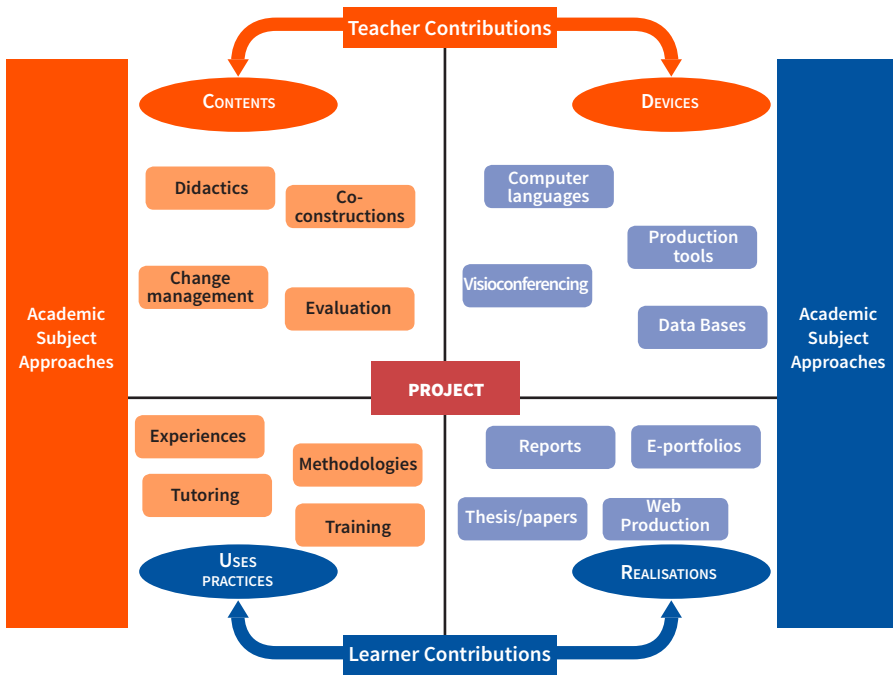 Teacher Contributions
CONTENTS
DEVICES
Didactics
Co-
constructions
Computer
languages
Production
tools
Change
management
Evaluation
Visioconferencing
Data Bases
Academic
Subject
Approaches
Academic
Subject
Approaches
PROJECT
Experiences
Methodologies
Tutoring
Training
Reports
E-portfolios
Thesis/papers
Web
Production
USES
PRACTICES
REALISATIONS
Learner Contributions